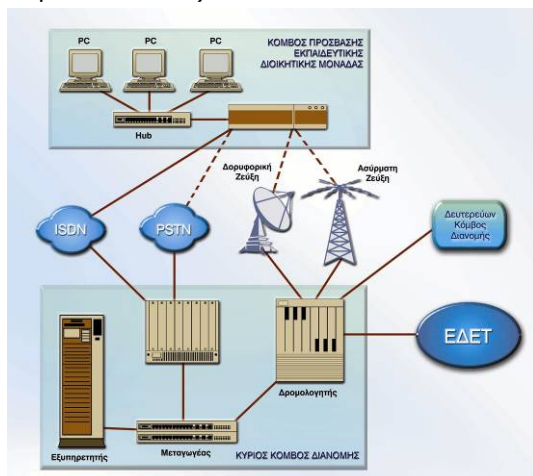 PC
PC
PC
ΚΟΜΒΟΣ ΠΡΟΣΒΑΣΗΣ
ΕΚΠΑΙΔΕΥΤΙΚΗΣ
ΔΙΟΙΚΗΤΙΚΗΣ ΜΟΝΑΔΑΣ
Hub
Δορυφορική
Ζεύξη
Ασύρματη
Ζεύξη
ISDN
PSTN
Δευτερεύων
Κόμβος
Διανομής
ΕΔΕΤ
Δρομολογητής
Εξυπηρετητής
Μεταγωγέας
ΚΥΡΙΟΣ ΚΟΜΒΟΣ ΔΙΑΝΟΜΗΣ